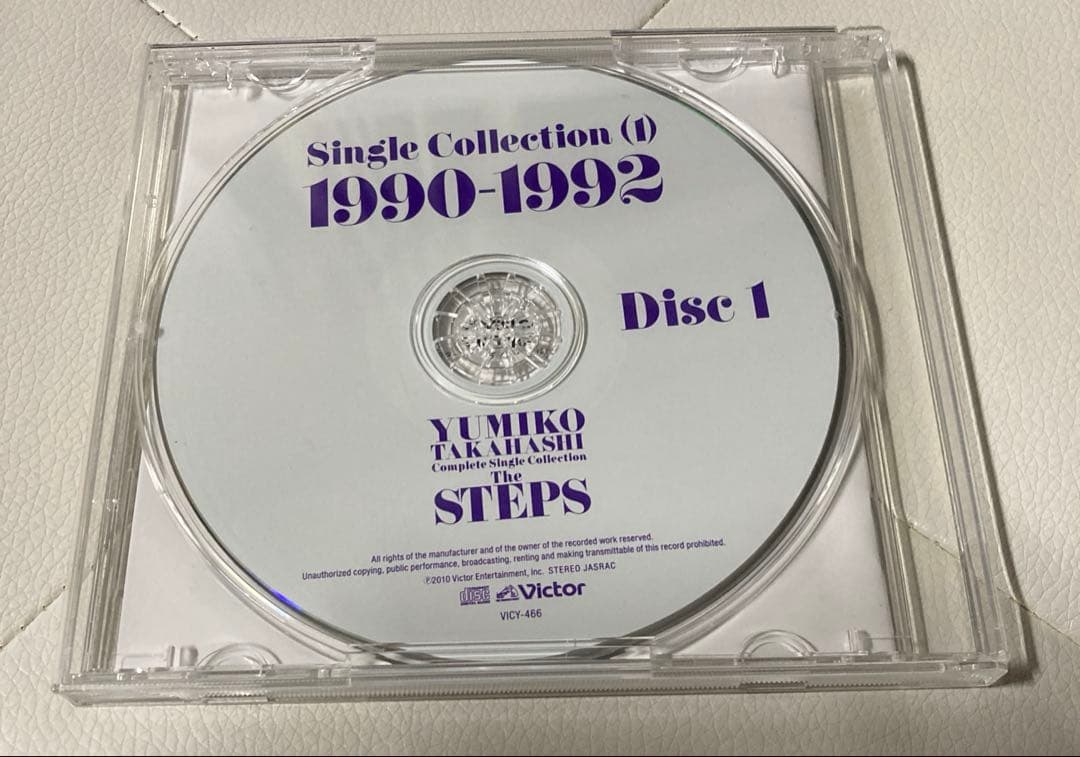 Single Collection (1)
1990-1992
Disc 1
YUMIKO
TAKAHASHI
Complete Single Collection
The
STEPS
All rights of the manufacturer and of the owner of the recorded work reserved.
Unauthorized copying, public performance, broadcasting, renting and making transmittable of this record prohibited.
℗2010 Victor Entertainment, Inc. STEREO JASRAC
disc Victor
VICY-466